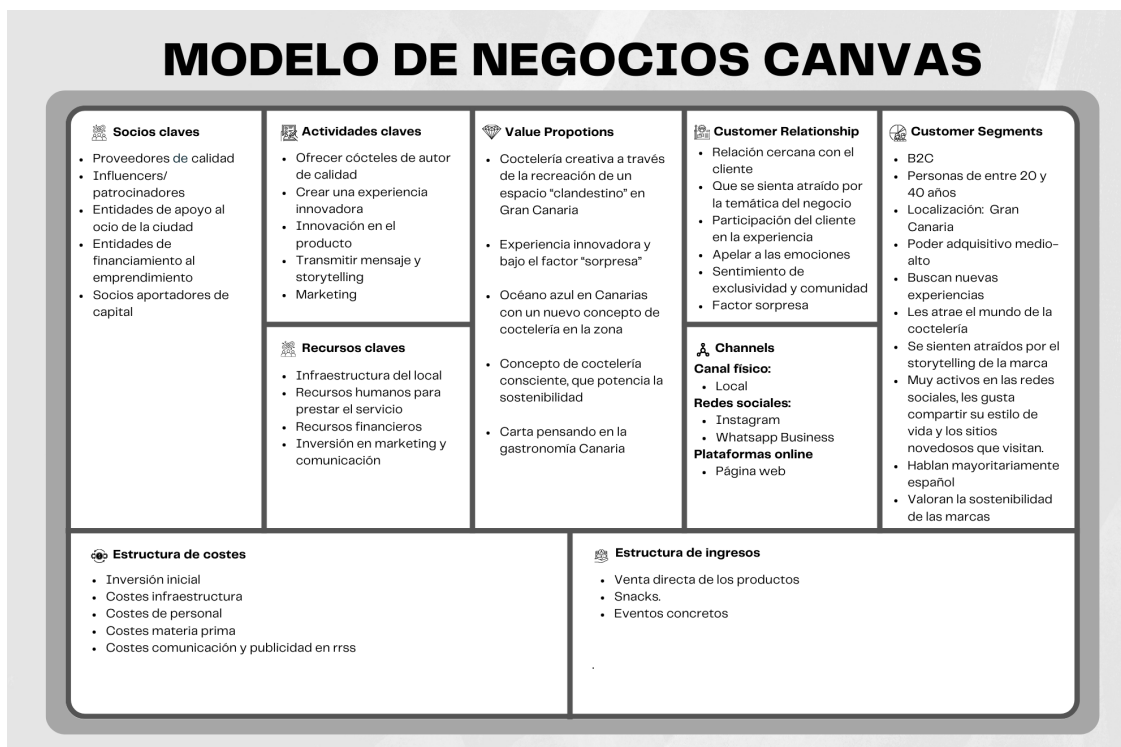 MODELO DE NEGOCIOS CANVAS
Socios claves
• Proveedores de calidad
• Influencers/
patrocinadores
• Entidades de apoyo al
ocio de la ciudad
• Entidades de
financiamiento al
emprendimiento
• Socios aportadores de
capital
Actividades claves
• Ofrecer cócteles de autor
de calidad
• Crear una experiencia
innovadora
• Innovación en el
producto
• Transmitir mensaje y
storytelling
• Marketing
Recursos claves
• Infraestructura del local
• Recursos humanos para
prestar el servicio
• Recursos financieros
• Inversión en marketing y
comunicación
Value Propotions
• Coctelería creativa a través
de la recreación de un
espacio “clandestino” en
Gran Canaria
• Experiencia innovadora y
bajo el factor “sorpresa”
• Océano azul en Canarias
con un nuevo concepto de
coctelería en la zona
• Concepto de coctelería
consciente, que potencia la
sostenibilidad
• Carta pensando en la
gastronomía Canaria
Customer Relationship
• Relación cercana con el
cliente
• Que se sienta atraído por
la temática del negocio
• Participación del cliente
en la experiencia
• Apelar a las emociones
• Sentimiento de
exclusividad y comunidad
• Factor sorpresa
Channels
Canal físico:
• Local
Redes sociales:
• Instagram
• Whatsapp Business
Plataformas online
• Página web
Customer Segments
• B2C
• Personas de entre 20 y
40 años
• Localización: Gran
Canaria
• Poder adquisitivo medio-
alto
• Buscan nuevas
experiencias
• Les atrae el mundo de la
coctelería
• Se sienten atraídos por el
storytelling de la marca
• Muy activos en las redes
sociales, les gusta
compartir su estilo de
vida y los sitios
novedosos que visitan.
• Hablan mayoritariamente
español
• Valoran la sostenibilidad
de las marcas
Estructura de costes
• Inversión inicial
• Costes infraestructura
• Costes de personal
• Costes materia prima
• Costes comunicación y publicidad en rrss
Estructura de ingresos
• Venta directa de los productos
• Snacks.
• Eventos concretos
.